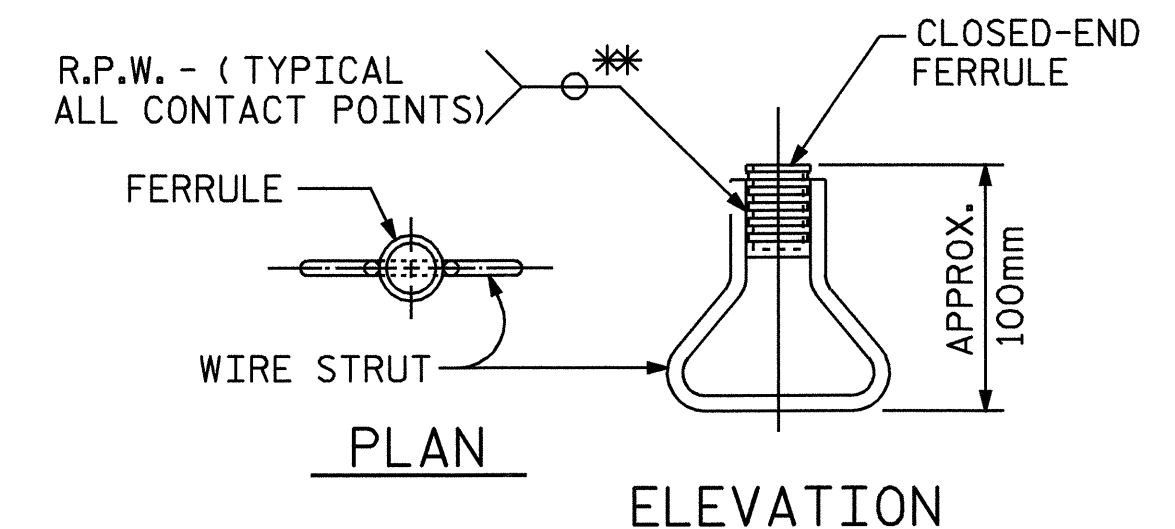 R.P.W. - ( TYPICAL
ALL CONTACT POINTS)
**
CLOSED-END
FERRULE
FERRULE
WIRE STRUT
APPROX.
100mm
PLAN
ELEVATION